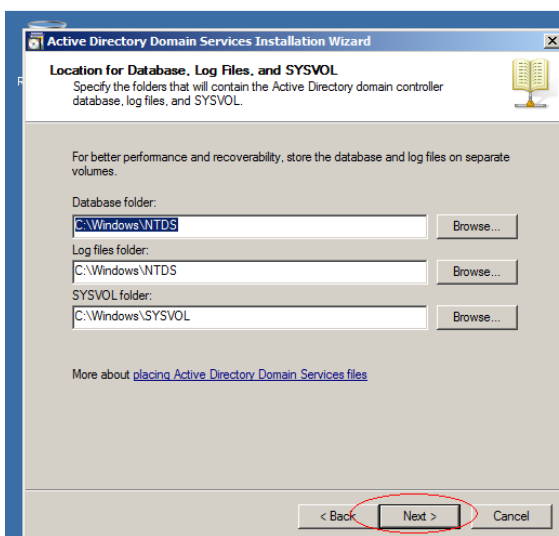 Active Directory Domain Services Installation Wizard
Location for Database, Log Files, and SYSVOL
Specify the folders that will contain the Active Directory domain controller
database, log files, and SYSVOL.
For better performance and recoverability, store the database and log files on separate
volumes.
Database folder:
C:\Windows\NTDS
Browse...
Log files folder:
C:\Windows\NTDS
Browse...
SYSVOL folder:
C:\Windows\SYSVOL
Browse...
More about placing Active Directory Domain Services files
< Back Next > Cancel